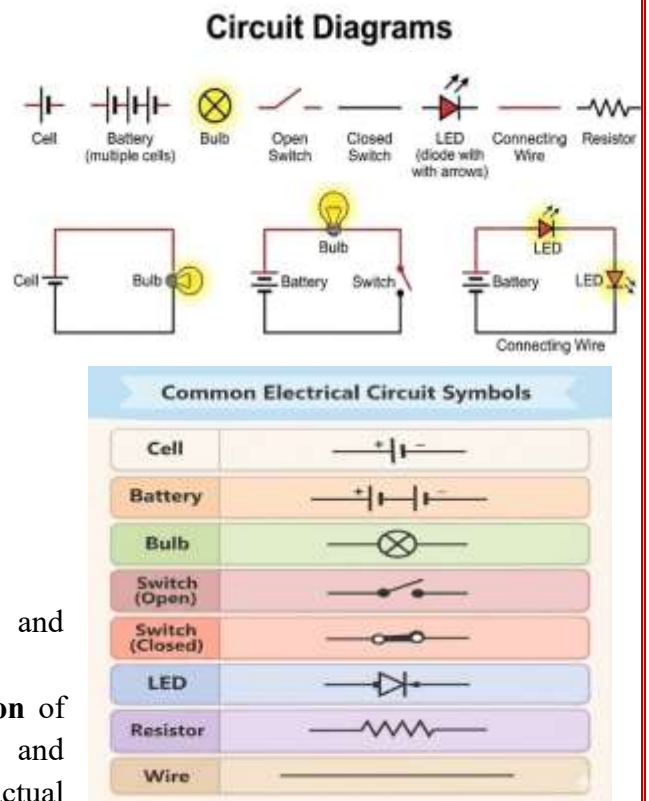 Circuit Diagrams
Cell Battery Bulb Open Closed LED Connecting Resistor
(multiple cells) Switch Switch (diode with Wire
with arrows)
Bulb
Cell Bulb Battery Switch LED
Battery LED
Connecting Wire
Common Electrical Circuit Symbols
Cell + −
Battery + −
Bulb
Switch
(Open)
Switch
(Closed)
LED
Resistor
Wire
and
on of
and
ctual